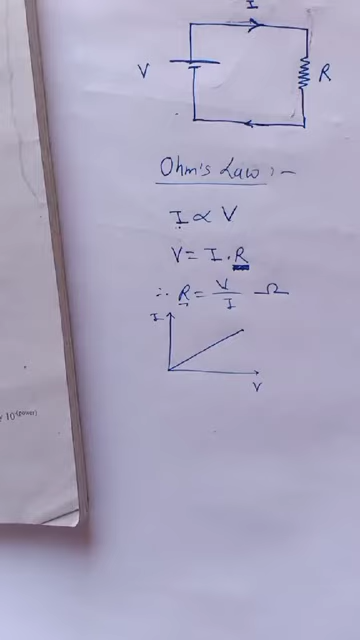 I
V
R
Ohm's Law :-
I ∝ V
V = I . R
∴ R = V/I Ω
I
V
10 (power)